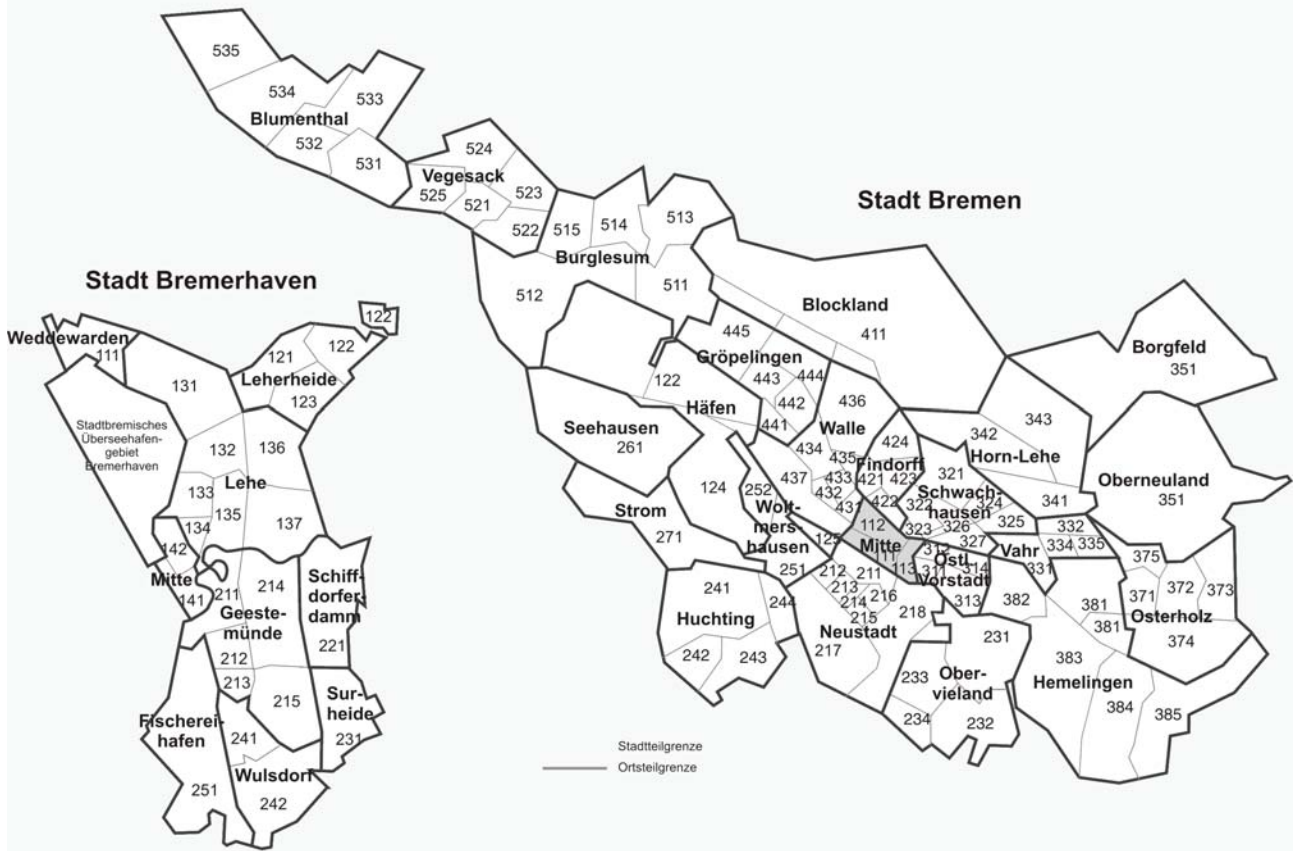 535
534
533
Blumenthal
532
531
524
Vegesack
525
523
521
522
515
514
513
Burglesum
512
511
Stadt Bremen
Stadt Bremerhaven
122
Weddewarden
111
121
122
Leherheide
131
123
Stadtbremisches
Überseehafen-
gebiet
Bremerhaven
132
136
Lehe
133
135
134
137
142
Mitte
141
211
214
Geeste-
münde
Schiff-
dorfer-
damm
221
212
213
215
Sur-
heide
231
Fischerei-
hafen
241
Wulsdorf
251
242
Blockland
411
445
Gröpelingen
443
444
442
441
122
Häfen
436
Walle
434
435
437
433
432
431
424
Findorff
421
423
422
Seehausen
261
Strom
271
124
252
Wolt-
mers-
hausen
125
251
112
Mitte
111
113
Borgfeld
351
343
342
Horn-Lehe
341
Oberneuland
351
321
Schwach-
hausen
322
324
323
326
325
327
332
334
335
Vahr
331
312
Östl.
311
314
Vorstadt
313
241
244
Huchting
242
243
212
211
213
214
216
215
218
Neustadt
217
231
233
Ober-
vieland
234
232
382
381
381
383
Hemelingen
384
385
375
371
372
373
Osterholz
374
Stadtteilgrenze
Ortsteilgrenze